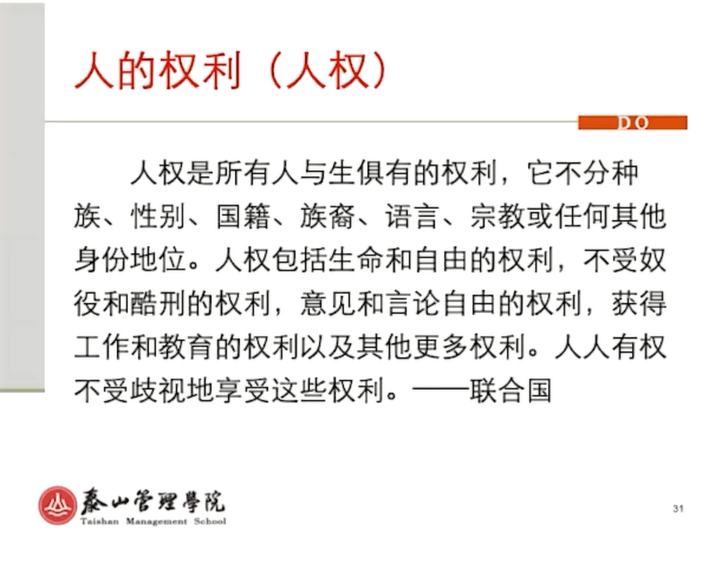 人的权利（人权）
DO
人权是所有人与生俱有的权利，它不分种
族、性别、国籍、族裔、语言、宗教或任何其他
身份地位。人权包括生命和自由的权利，不受奴
役和酷刑的权利，意见和言论自由的权利，获得
工作和教育的权利以及其他更多权利。人人有权
不受歧视地享受这些权利。——联合国
泰山管理學院
Taishan Management School
31